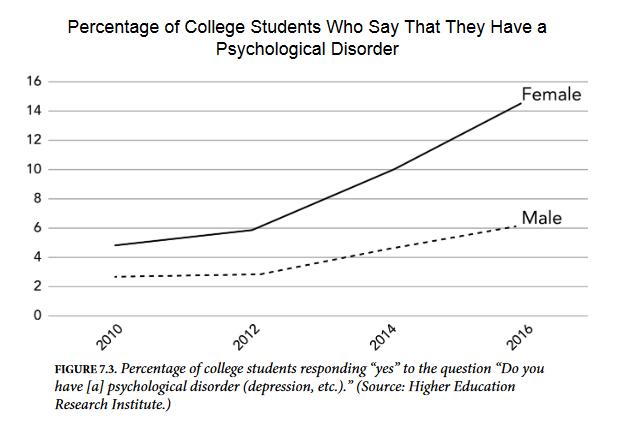 Percentage of College Students Who Say That They Have a
Psychological Disorder
16
14
12
10
8
6
4
2
0
Female
Male
2010
2012
2014
2016
FIGURE 7.3. Percentage of college students responding “yes” to the question “Do you
have [a] psychological disorder (depression, etc.).” (Source: Higher Education
Research Institute.)